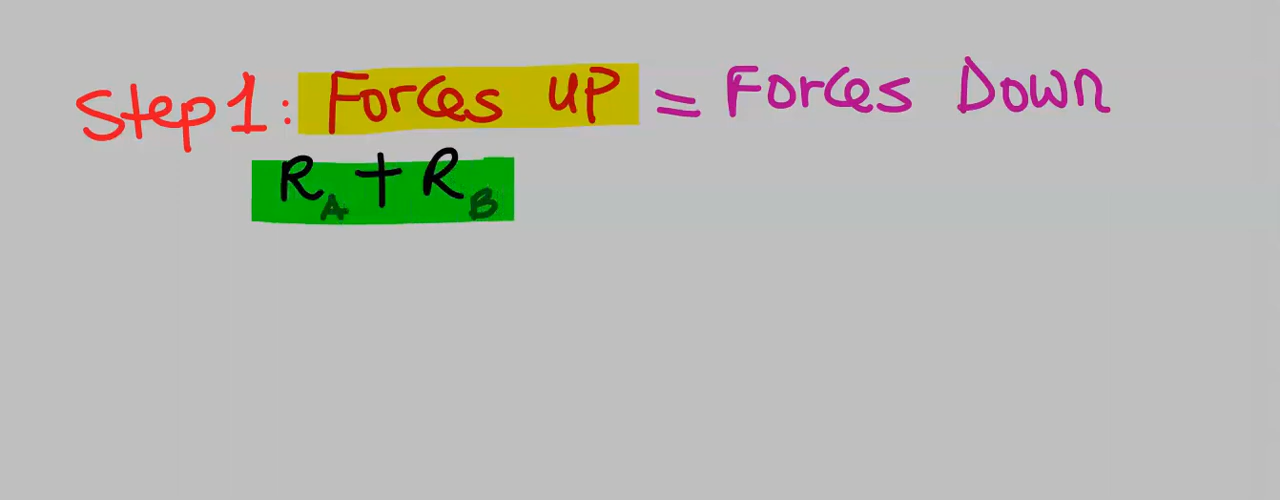 Step 1: Forces up = Forces Down
R_A + R_B